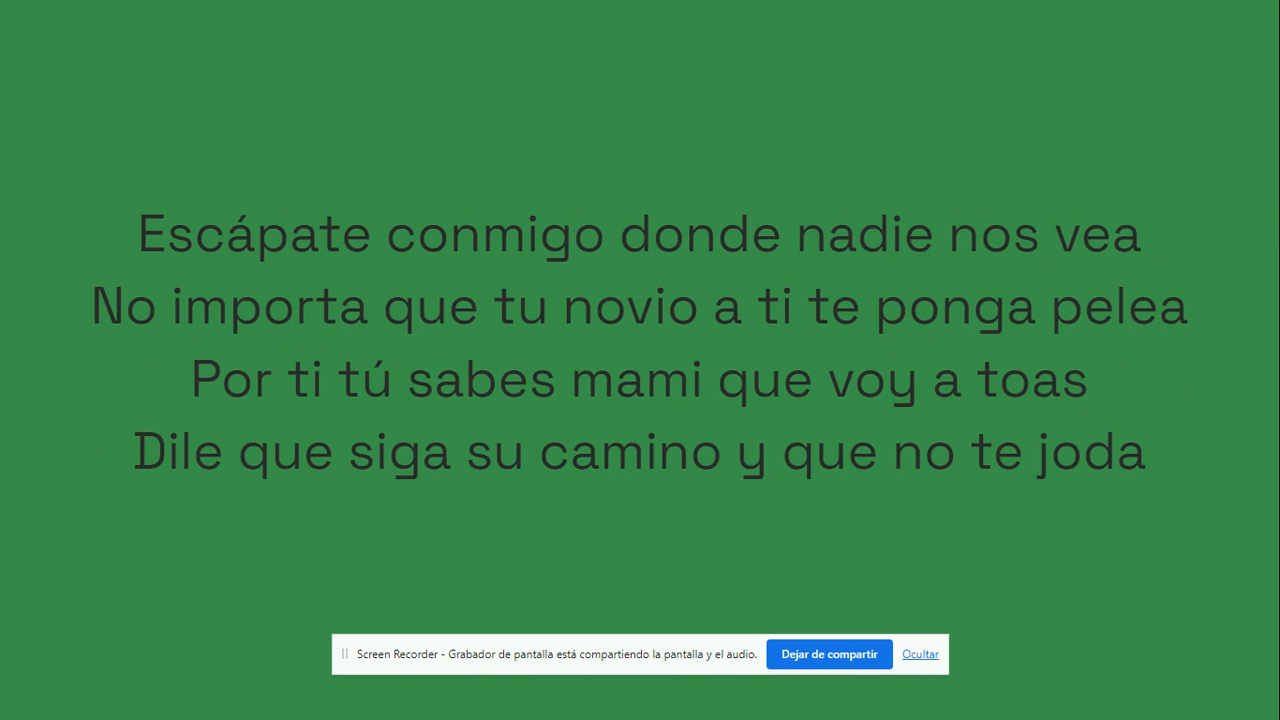 Escápate conmigo donde nadie nos vea
No importa que tu novio a ti te ponga pelea
Por ti tú sabes mami que voy a toas
Dile que siga su camino y que no te joda
Screen Recorder - Grabador de pantalla está compartiendo la pantalla y el audio. Dejar de compartir Ocultar